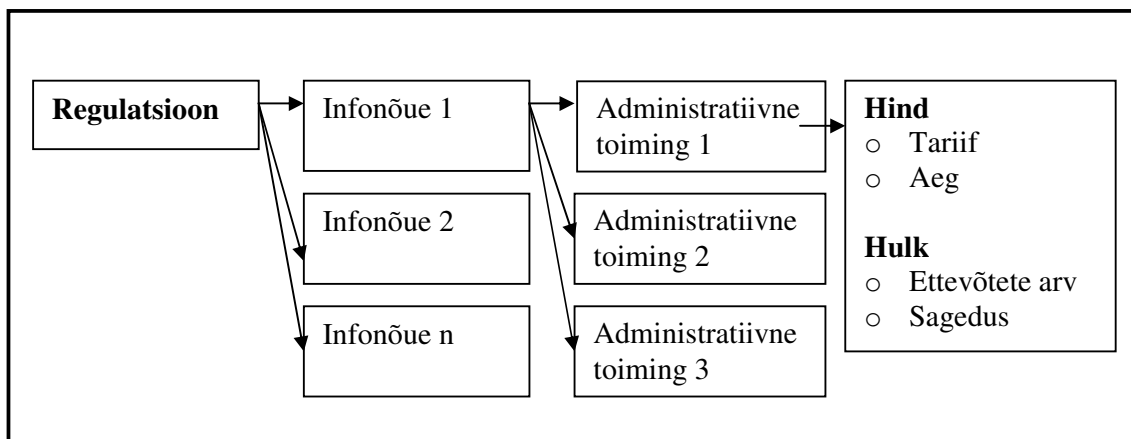 Regulatsioon
Infonõue 1
Infonõue 2
Infonõue n
Administratiivne
toiming 1
Administratiivne
toiming 2
Administratiivne
toiming 3
Hind
o Tariif
o Aeg
Hulk
o Ettevõtete arv
o Sagedus